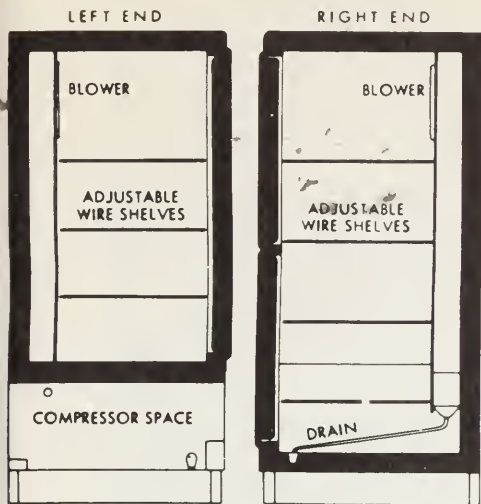 LEFT END
BLOWER
ADJUSTABLE
WIRE SHELVES
COMPRESSOR SPACE
RIGHT END
BLOWER
ADJUSTABLE
WIRE SHELVES
DRAIN